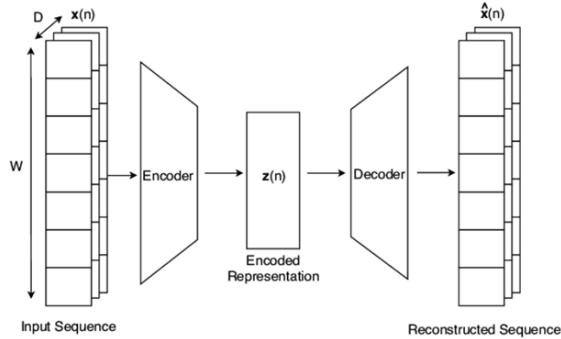 D
x(n)
x̂(n)
W
Encoder
z(n)
Decoder
Encoded
Representation
Input Sequence
Reconstructed Sequence